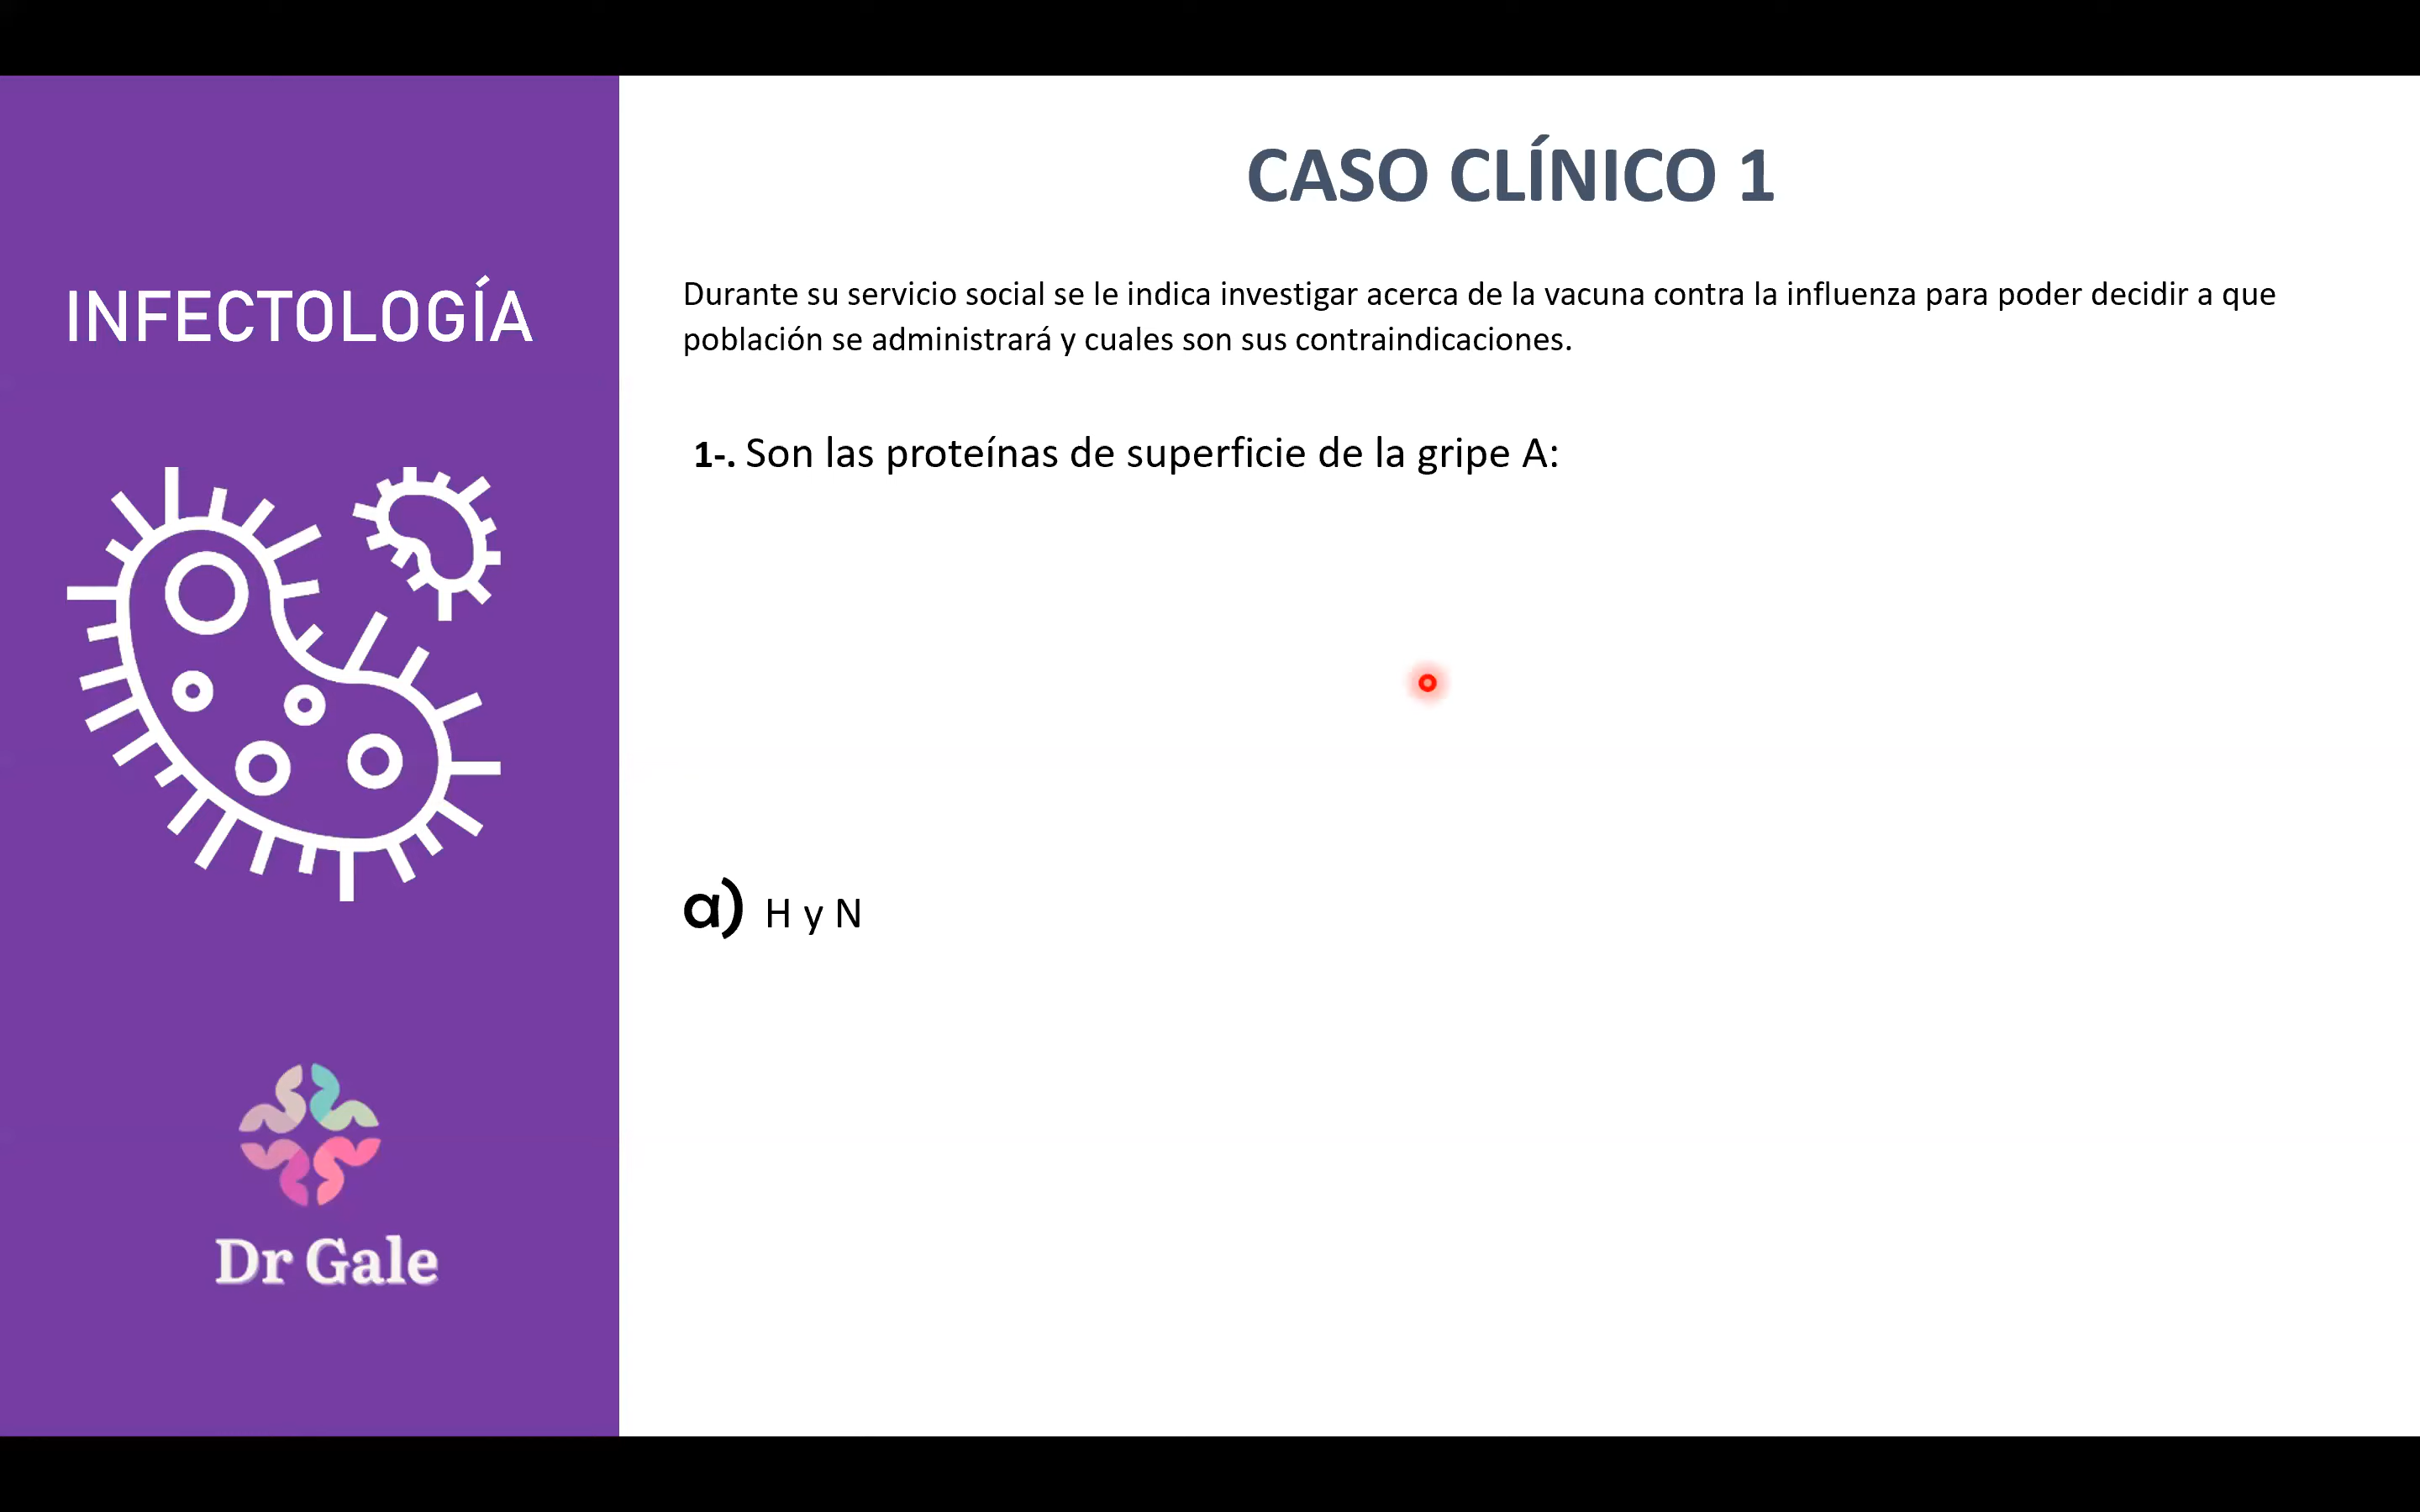 INFECTOLOGÍA
Dr Gale
CASO CLÍNICO 1
Durante su servicio social se le indica investigar acerca de la vacuna contra la influenza para poder decidir a que
población se administrará y cuales son sus contraindicaciones.
1-. Son las proteínas de superficie de la gripe A:
a) H y N